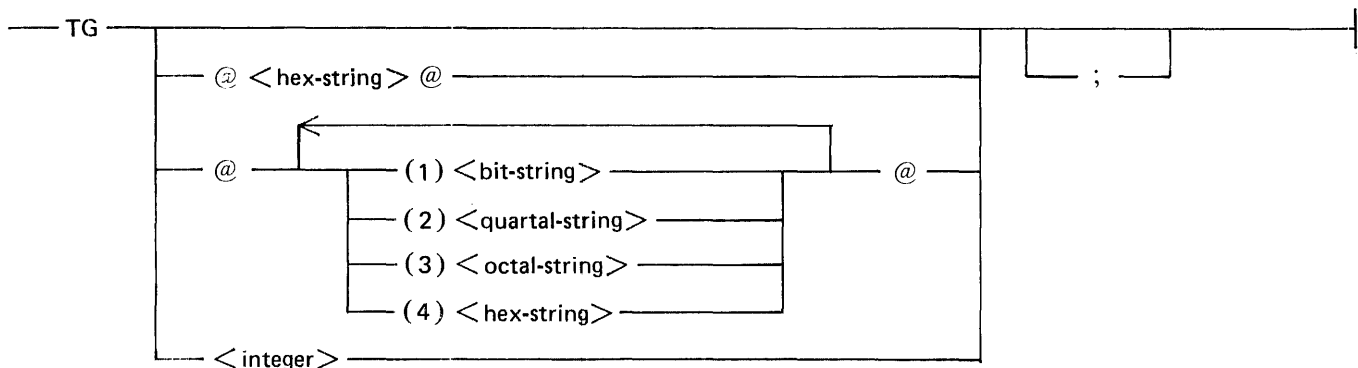 TG
@ <hex-string> @
;
@ (1) <bit-string> @
(2) <quartal-string>
(3) <octal-string>
(4) <hex-string>
<integer>